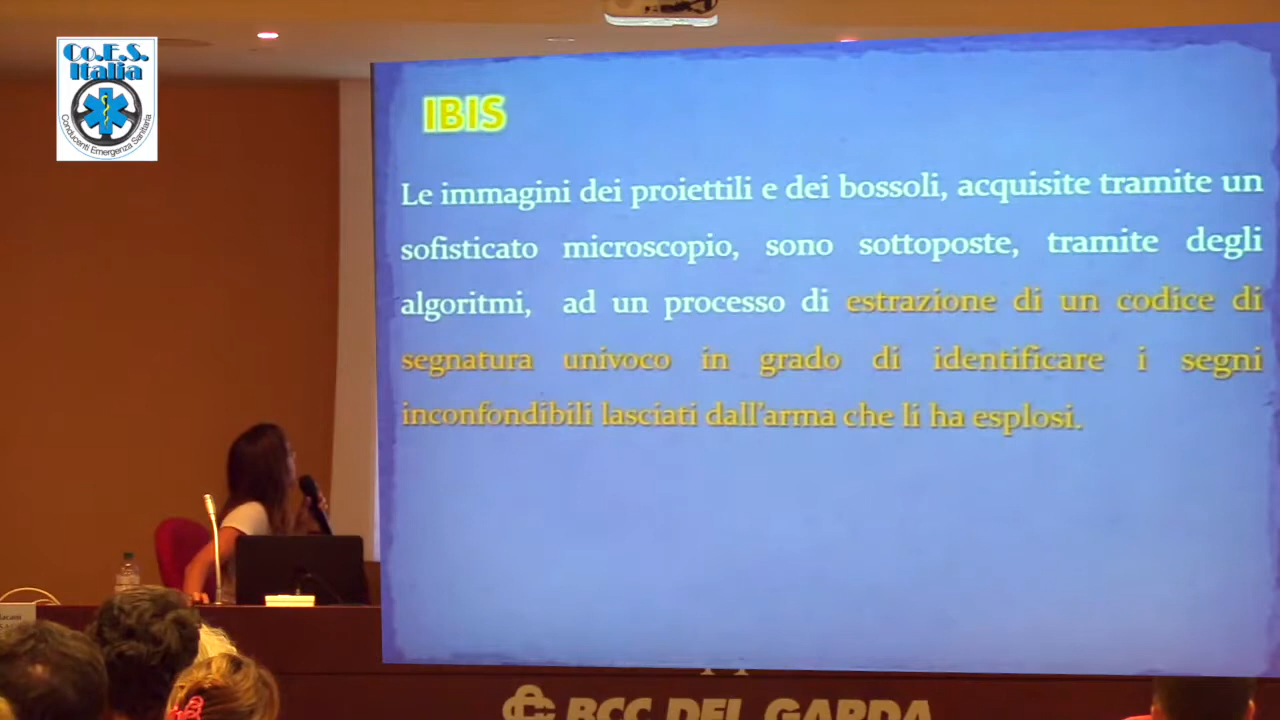 Co.E.S.
Italia
Conducenti Emergenza Sanitaria
IBIS
Le immagini dei proiettili e dei bossoli, acquisite tramite un
sofisticato microscopio, sono sottoposte, tramite degli
algoritmi, ad un processo di estrazione di un codice di
segnatura univoco in grado di identificare i segni
inconfondibili lasciati dall'arma che li ha esplosi.
BCC DEL GARDA